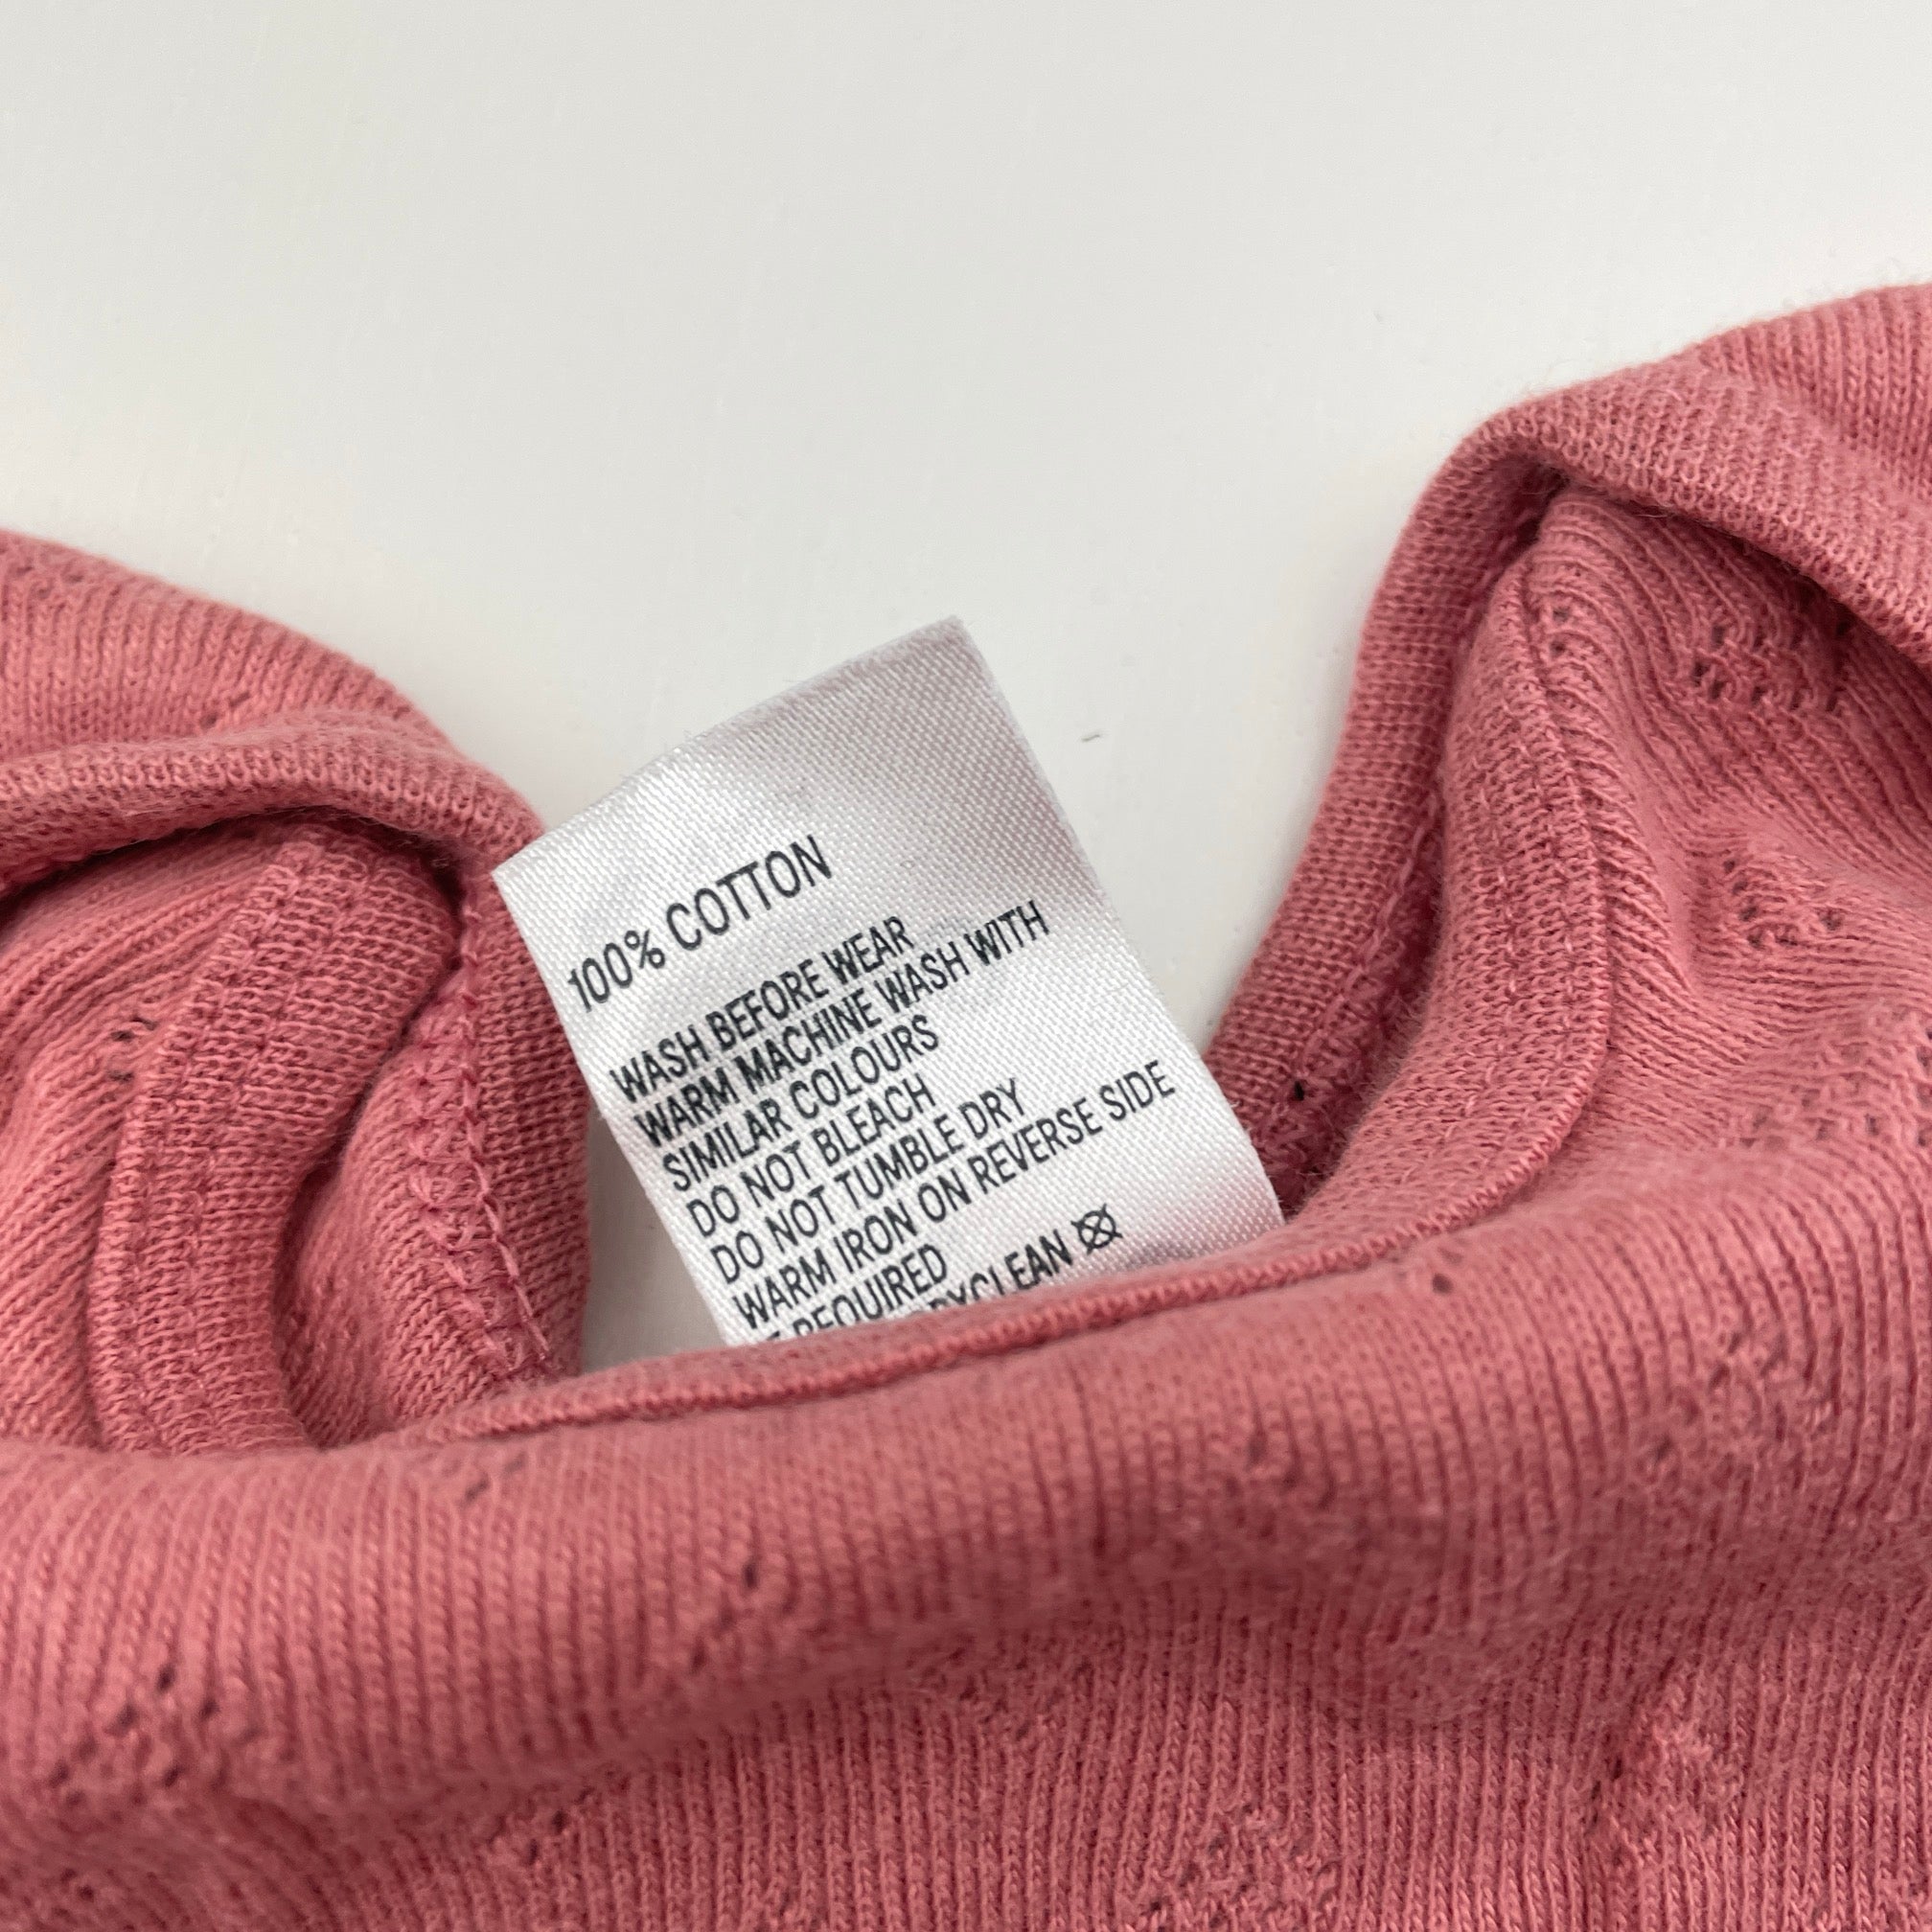 100% COTTON
WASH BEFORE WEAR
WARM MACHINE WASH WITH
SIMILAR COLOURS
DO NOT BLEACH
DO NOT TUMBLE DRY
WARM IRON ON REVERSE SIDE
REQUIRED